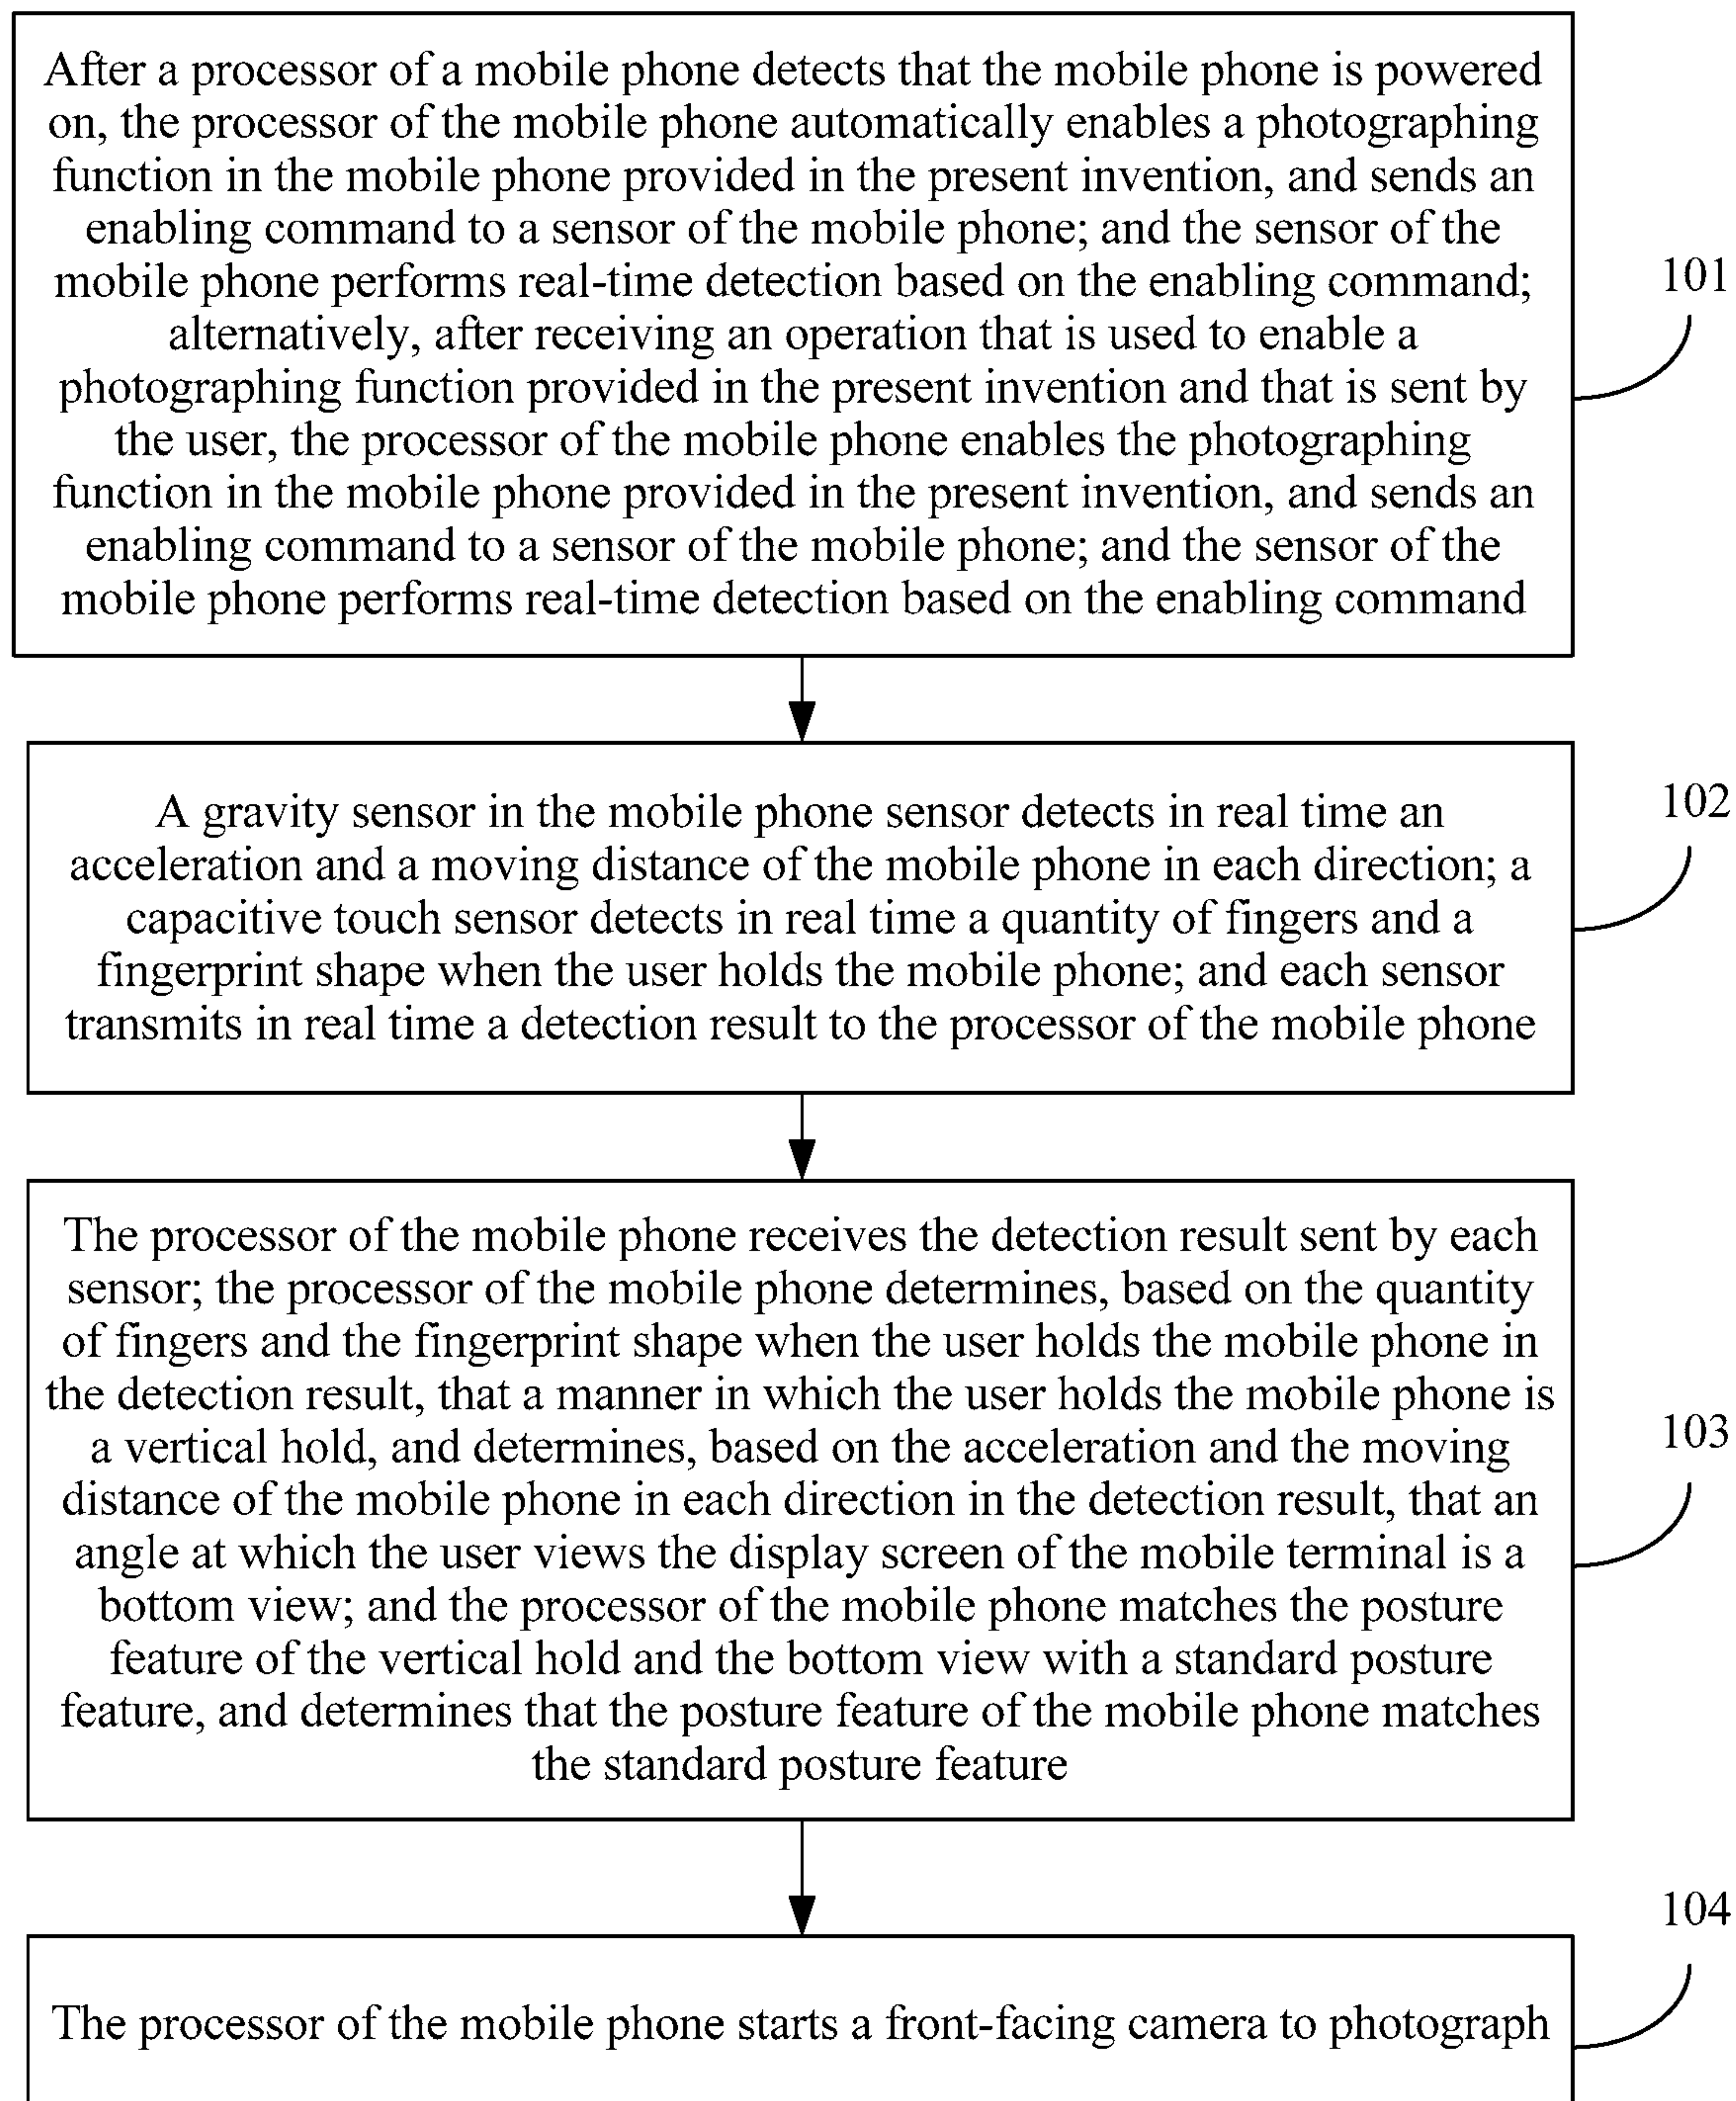 After a processor of a mobile phone detects that the mobile phone is powered
on, the processor of the mobile phone automatically enables a photographing
function in the mobile phone provided in the present invention, and sends an
enabling command to a sensor of the mobile phone; and the sensor of the
mobile phone performs real-time detection based on the enabling command;
alternatively, after receiving an operation that is used to enable a
photographing function provided in the present invention and that is sent by
the user, the processor of the mobile phone enables the photographing
function in the mobile phone provided in the present invention, and sends an
enabling command to a sensor of the mobile phone; and the sensor of the
mobile phone performs real-time detection based on the enabling command
101
A gravity sensor in the mobile phone sensor detects in real time an
acceleration and a moving distance of the mobile phone in each direction; a
capacitive touch sensor detects in real time a quantity of fingers and a
fingerprint shape when the user holds the mobile phone; and each sensor
transmits in real time a detection result to the processor of the mobile phone
102
The processor of the mobile phone receives the detection result sent by each
sensor; the processor of the mobile phone determines, based on the quantity
of fingers and the fingerprint shape when the user holds the mobile phone in
the detection result, that a manner in which the user holds the mobile phone is
a vertical hold, and determines, based on the acceleration and the moving
distance of the mobile phone in each direction in the detection result, that an
angle at which the user views the display screen of the mobile terminal is a
bottom view; and the processor of the mobile phone matches the posture
feature of the vertical hold and the bottom view with a standard posture
feature, and determines that the posture feature of the mobile phone matches
the standard posture feature
103
The processor of the mobile phone starts a front-facing camera to photograph
104